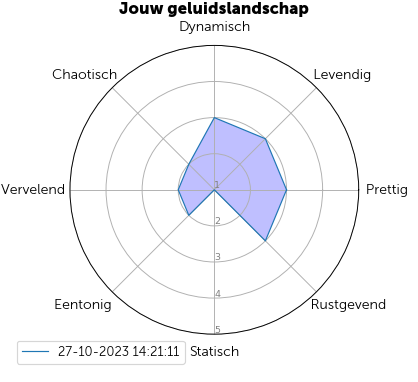 Jouw geluidslandschap
Dynamisch
Chaotisch
Levendig
Vervelend
Prettig
1
2
3
4
5
Eentonig
Rustgevend
27-10-2023 14:21:11
Statisch